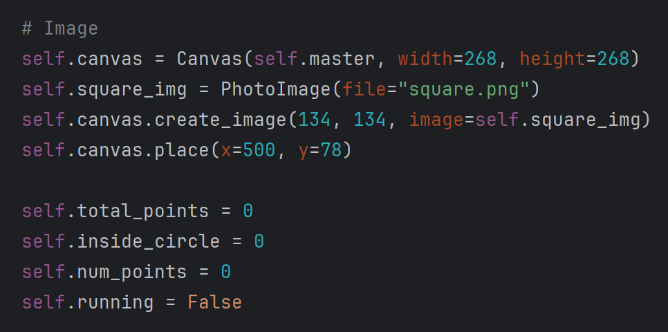 # Image
self.canvas = Canvas(self.master, width=268, height=268)
self.square_img = PhotoImage(file="square.png")
self.canvas.create_image(134, 134, image=self.square_img)
self.canvas.place(x=500, y=78)
self.total_points = 0
self.inside_circle = 0
self.num_points = 0
self.running = False